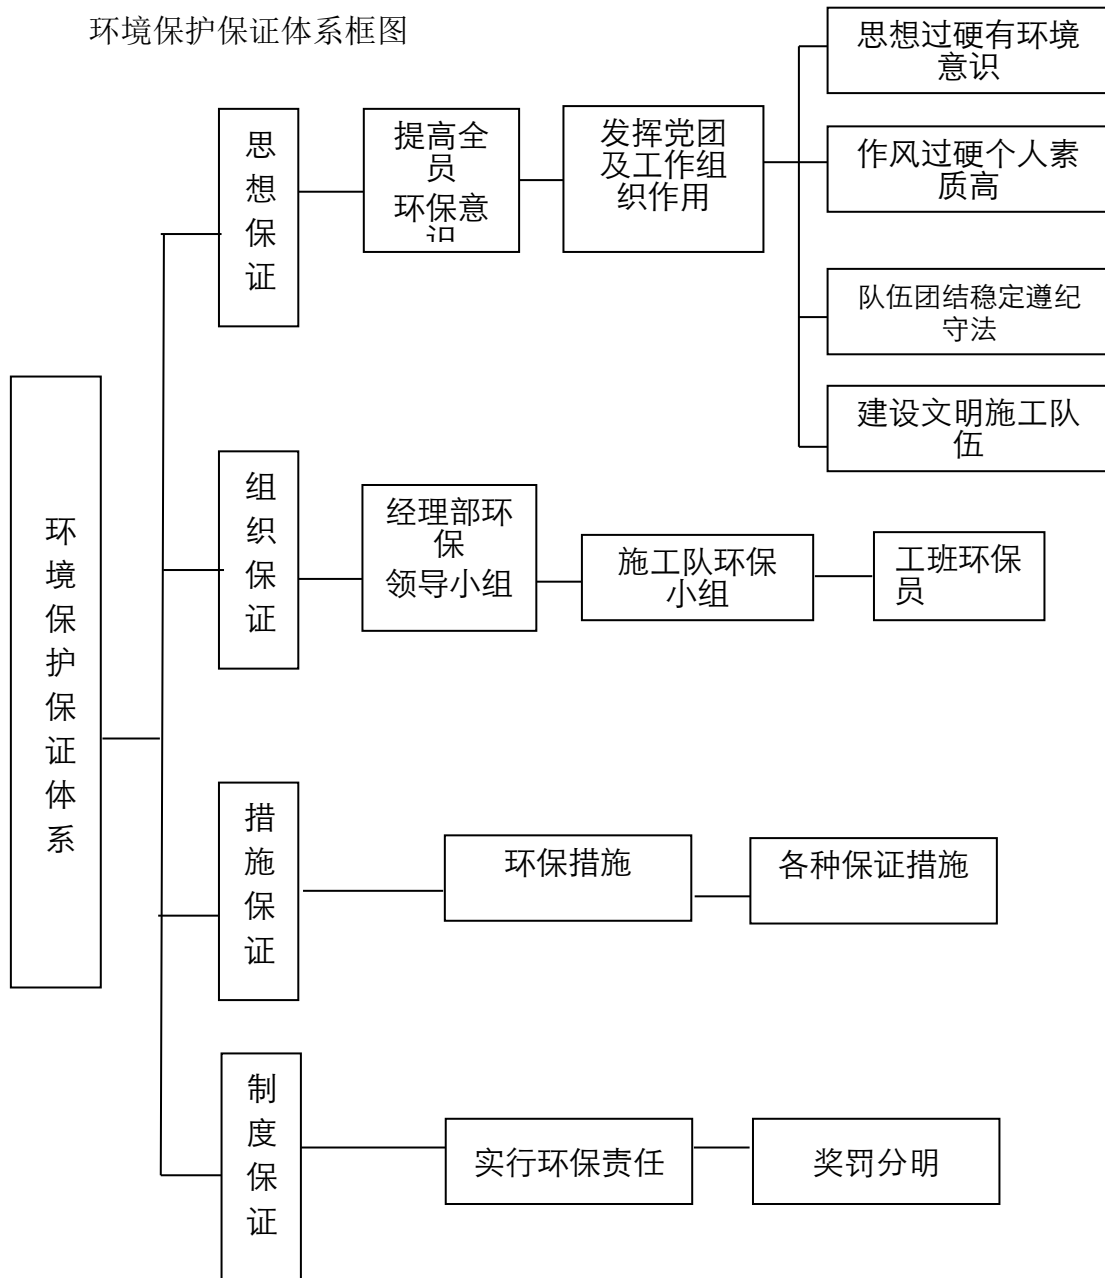 环境保护保证体系框图
思想过硬有环境
意识
思想保证
提高全
员
环保意
识
发挥党团
及工作组
织作用
作风过硬个人素
质高
队伍团结稳定遵纪
守法
建设文明施工队
伍
环境保护保证体系
组织保证
经理部环
保
领导小组
施工队环保
小组
工班环保
员
措施保证
环保措施
各种保证措施
制度保证
实行环保责任
奖罚分明